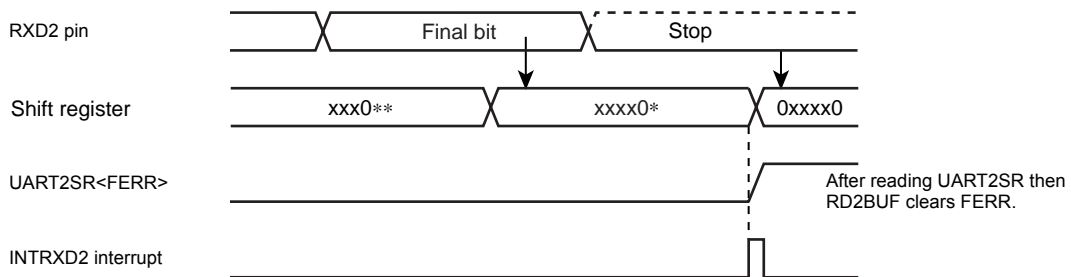 RXD2 pin
Final bit
Stop
Shift register
xxx0**
xxxx0*
0xxxx0
UART2SR<FERR>
After reading UART2SR then
RD2BUF clears FERR.
INTRXD2 interrupt